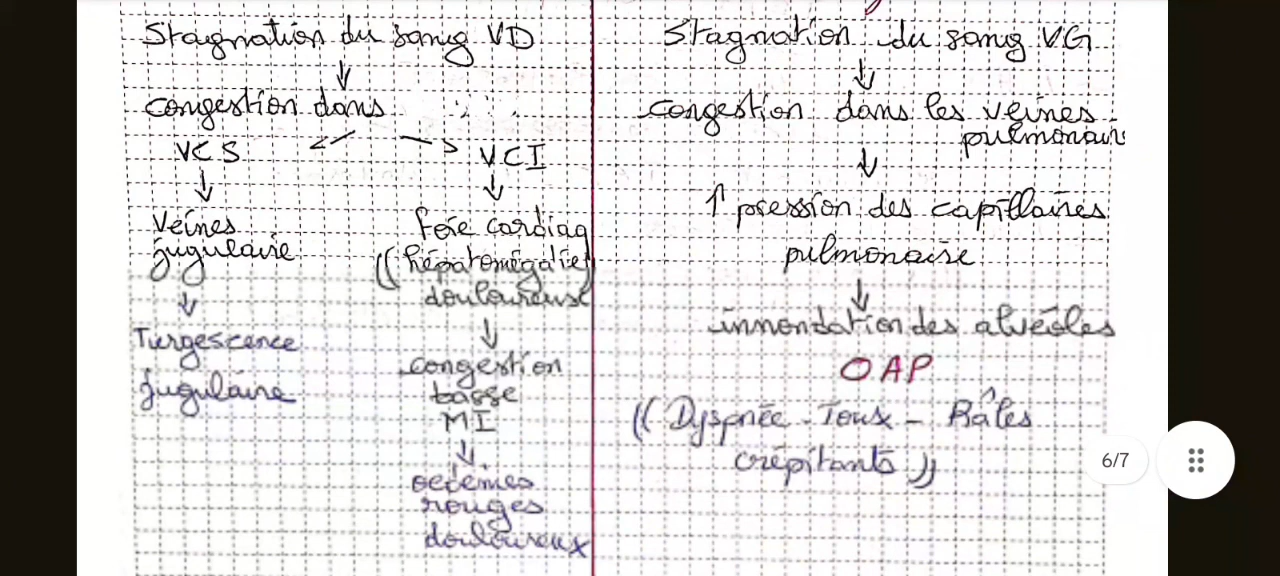 Stagnation du sang VD
↓
congestion dans
VCS ↙ ↘ VCI
↓ ↓
Veines
jugulaire
↓
Turgescence
jugulaire
foie cardiaq
(( hépatomégalie
douloureuse
↓
congestion
basse
MI
↓
oedèmes
rouges
douloureux
Stagnation du sang VG
↓
congestion dans les veines
pulmonair
↓
↑ pression des capillaires
pulmonaire
↓
innondation des alvéoles
OAP
(( Dyspnée - Toux - Râles
crépitants ))
6/7